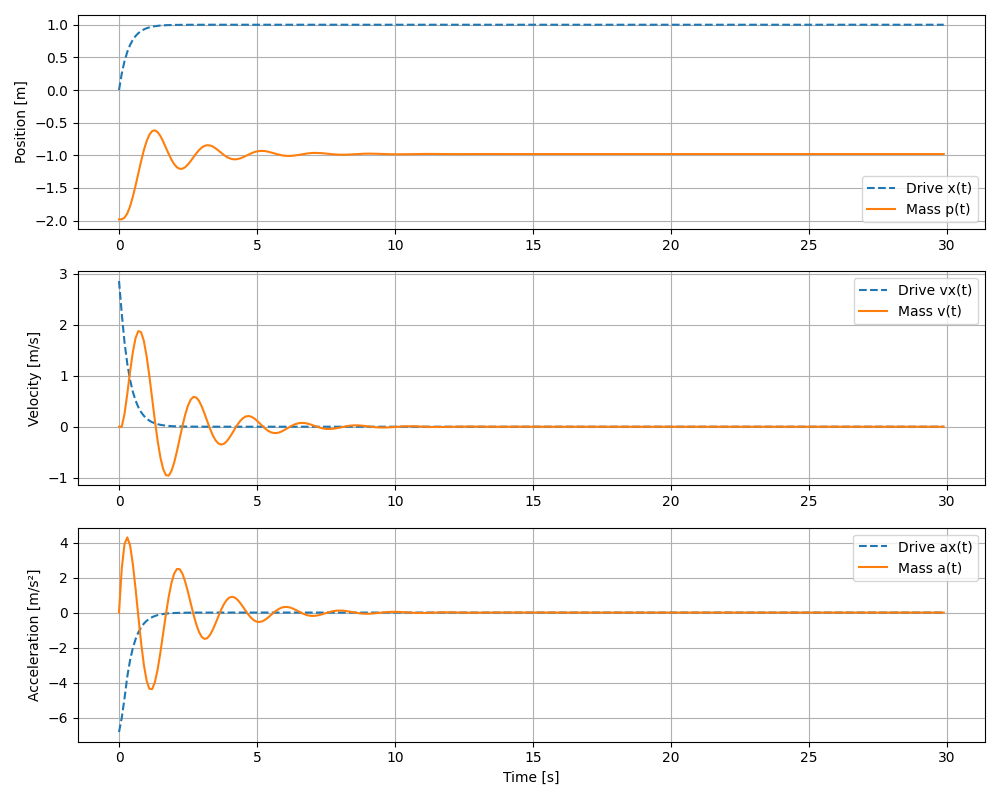 1.0
0.5
0.0
−0.5
−1.0
−1.5
−2.0
Position [m]
Drive x(t)
Mass p(t)
0 5 10 15 20 25 30
3
2
1
0
−1
Velocity [m/s]
Drive vx(t)
Mass v(t)
0 5 10 15 20 25 30
4
2
0
−2
−4
−6
Acceleration [m/s²]
Drive ax(t)
Mass a(t)
0 5 10 15 20 25 30
Time [s]